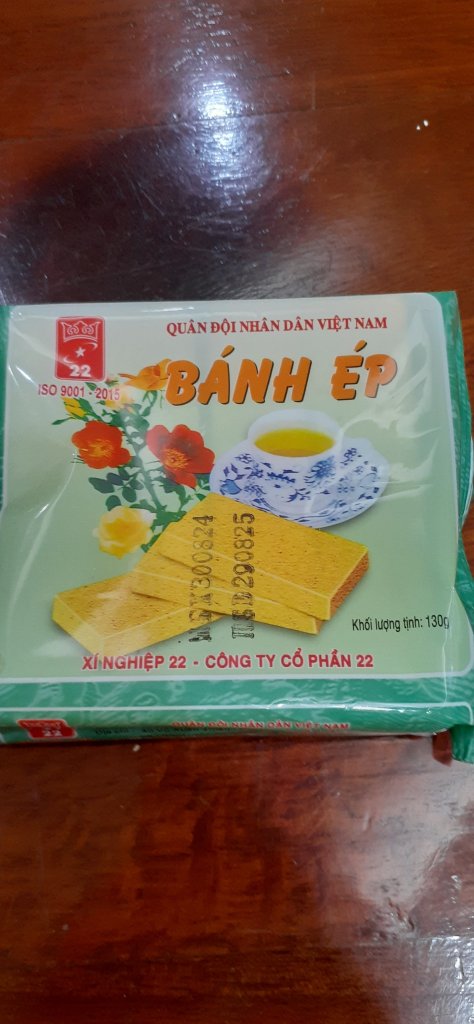 QUÂN ĐỘI NHÂN DÂN VIỆT NAM
22
ISO 9001 - 2015
BÁNH ÉP
NSX300824
HSD290825
Khối lượng tịnh: 130g
XÍ NGHIỆP 22 - CÔNG TY CỔ PHẦN 22
22
QUÂN ĐỘI NHÂN DÂN VIỆT NAM